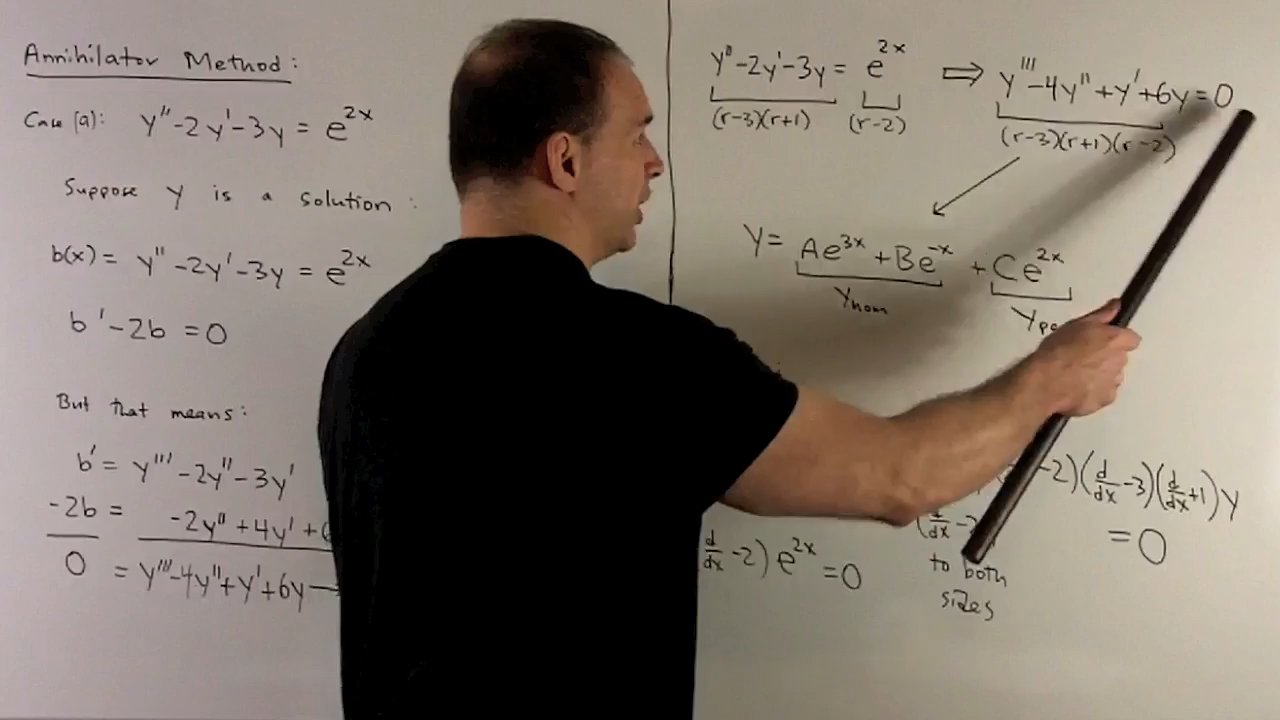 Annihilator Method:
Case (a): y'' - 2y' - 3y = e^{2x}
Suppose y is a solution:
b(x) = y'' - 2y' - 3y = e^{2x}
b' - 2b = 0
But that means:
b' = y''' - 2y'' - 3y'
-2b = -2y'' + 4y' +
0 = y''' - 4y'' + y' + 6y
y'' - 2y' - 3y = e^{2x} ⟹ y''' - 4y'' + y' + 6y = 0
(r-3)(r+1) (r-2) (r-3)(r+1)(r-2)
y = Ae^{3x} + Be^{-x} + Ce^{2x}
y_{hom}
-2)(d/dx -3)(d/dx +1)y
= 0
d/dx -2) e^{2x} = 0
to both
sides